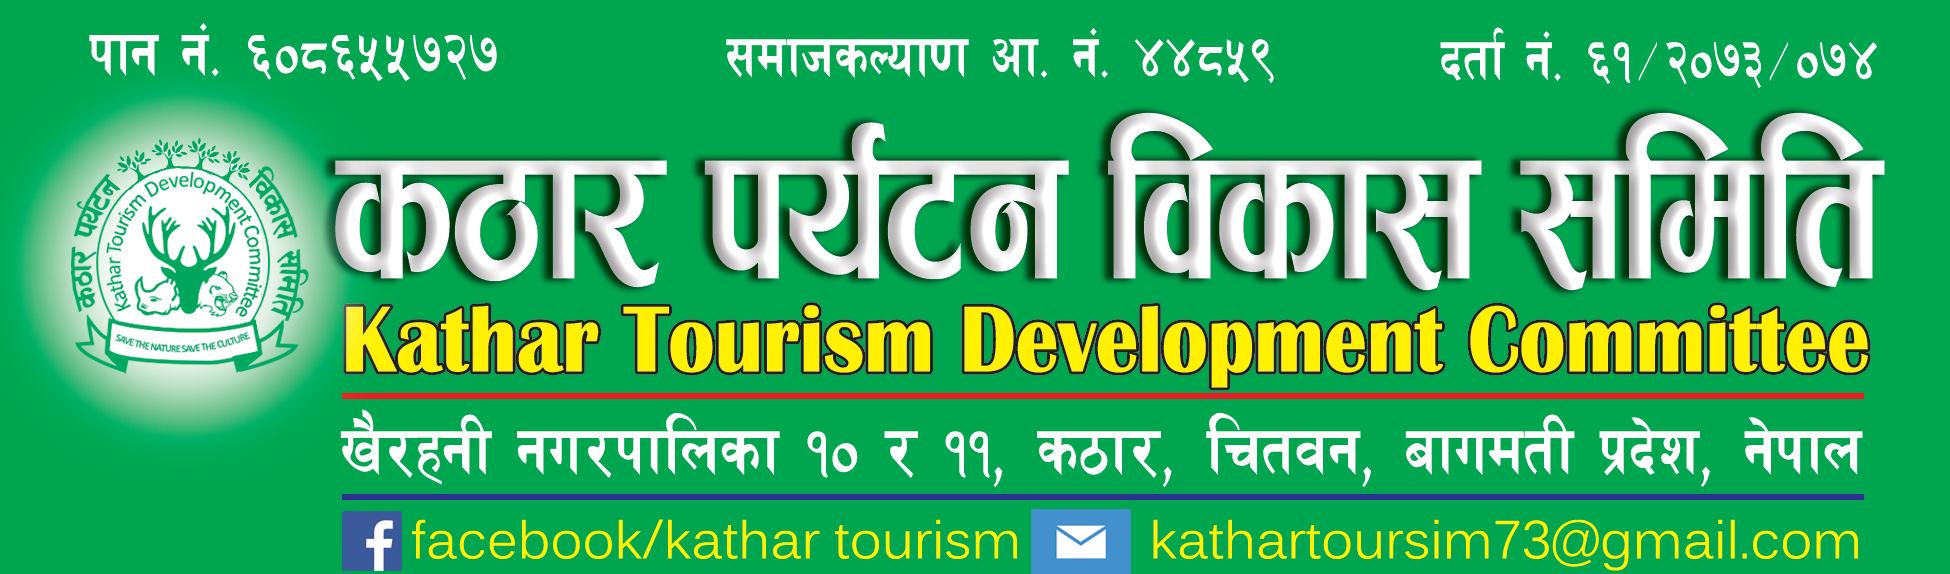 पान नं. ६०८६५५७२७ समाजकल्याण आ. नं. ४४८५९ दर्ता नं. ६१/२०७३/०७४
कठार पर्यटन विकास समिति
Kathar Tourism Development Committee
SAVE THE NATURE SAVE THE CULTURE
कठार पर्यटन विकास समिति
Kathar Tourism Development Committee
खैरहनी नगरपालिका १० र ११, कठार, चितवन, बागमती प्रदेश, नेपाल
facebook/kathar tourism kathartoursim73@gmail.com